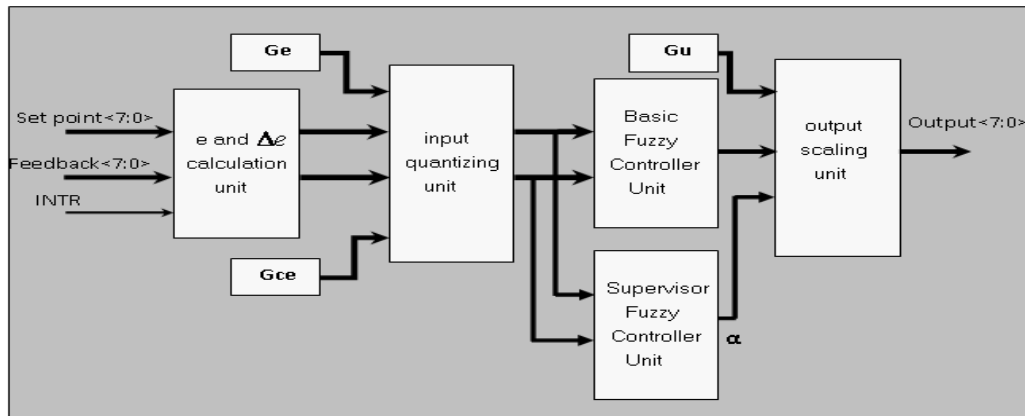 Ge
Gu
Set point<7:0>
Feedback<7:0>
INTR
e and Δe
calculation
unit
input
quantizing
unit
Basic
Fuzzy
Controller
Unit
output
scaling
unit
Output<7:0>
Gce
Supervisor
Fuzzy
Controller
Unit
α